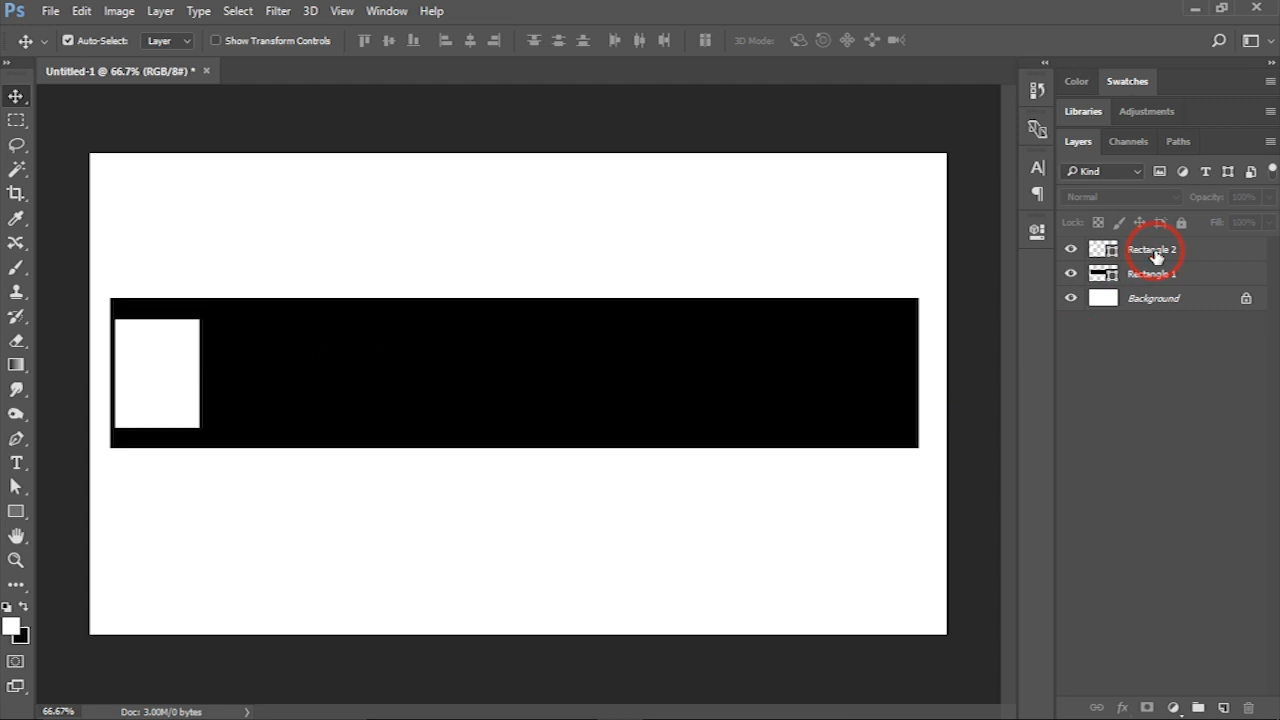 Ps File Edit Image Layer Type Select Filter 3D View Window Help
Auto-Select: Layer Show Transform Controls 3D Mode:
Untitled-1 @ 66.7% (RGB/8#) * ×
Color Swatches
Libraries Adjustments
Layers Channels Paths
Kind
Normal Opacity: 100%
Lock: Fill: 100%
Rectangle 2
Rectangle 1
Background
66.67% Doc: 3.00M/0 bytes